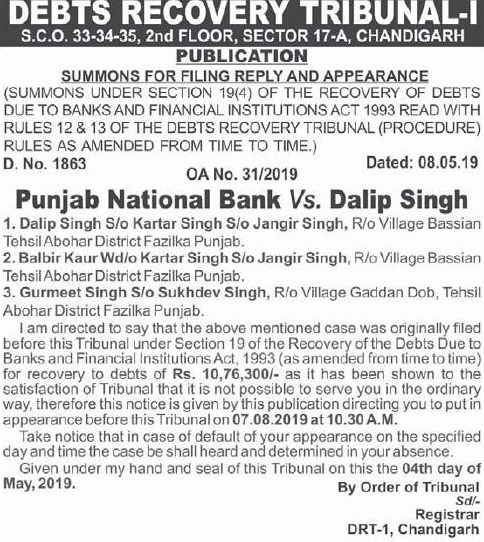 DEBTS RECOVERY TRIBUNAL-I
S.C.O. 33-34-35, 2nd FLOOR, SECTOR 17-A, CHANDIGARH
PUBLICATION
SUMMONS FOR FILING REPLY AND APPEARANCE
(SUMMONS UNDER SECTION 19(4) OF THE RECOVERY OF DEBTS
DUE TO BANKS AND FINANCIAL INSTITUTIONS ACT 1993 READ WITH
RULES 12 & 13 OF THE DEBTS RECOVERY TRIBUNAL (PROCEDURE)
RULES AS AMENDED FROM TIME TO TIME.)
D. No. 1863 Dated: 08.05.19
OA No. 31/2019
Punjab National Bank Vs. Dalip Singh
1. Dalip Singh S/o Kartar Singh S/o Jangir Singh, R/o Village Bassian
Tehsil Abohar District Fazilka Punjab.
2. Balbir Kaur Wd/o Kartar Singh S/o Jangir Singh, R/o Village Bassian
Tehsil Abohar District Fazilka Punjab.
3. Gurmeet Singh S/o Sukhdev Singh, R/o Village Gaddan Dob, Tehsil
Abohar District Fazilka Punjab.
I am directed to say that the above mentioned case was originally filed
before this Tribunal under Section 19 of the Recovery of the Debts Due to
Banks and Financial Institutions Act, 1993 (as amended from time to time)
for recovery to debts of Rs. 10,76,300/- as it has been shown to the
satisfaction of Tribunal that it is not possible to serve you in the ordinary
way, therefore this notice is given by this publication directing you to put in
appearance before this Tribunal on 07.08.2019 at 10.30 A.M.
Take notice that in case of default of your appearance on the specified
day and time the case be shall heard and determined in your absence.
Given under my hand and seal of this Tribunal on this the 04th day of
May, 2019.
By Order of Tribunal
Sd/-
Registrar
DRT-1, Chandigarh